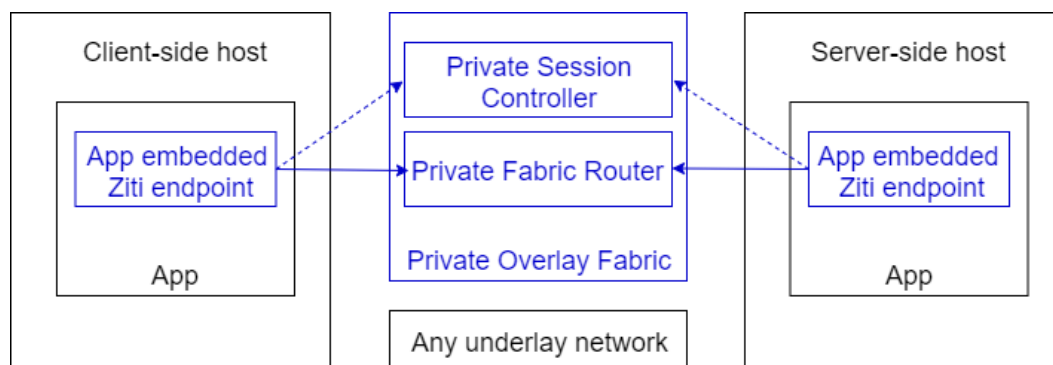 Client-side host
App embedded
Ziti endpoint
App
Private Session
Controller
Private Fabric Router
Private Overlay Fabric
Any underlay network
Server-side host
App embedded
Ziti endpoint
App